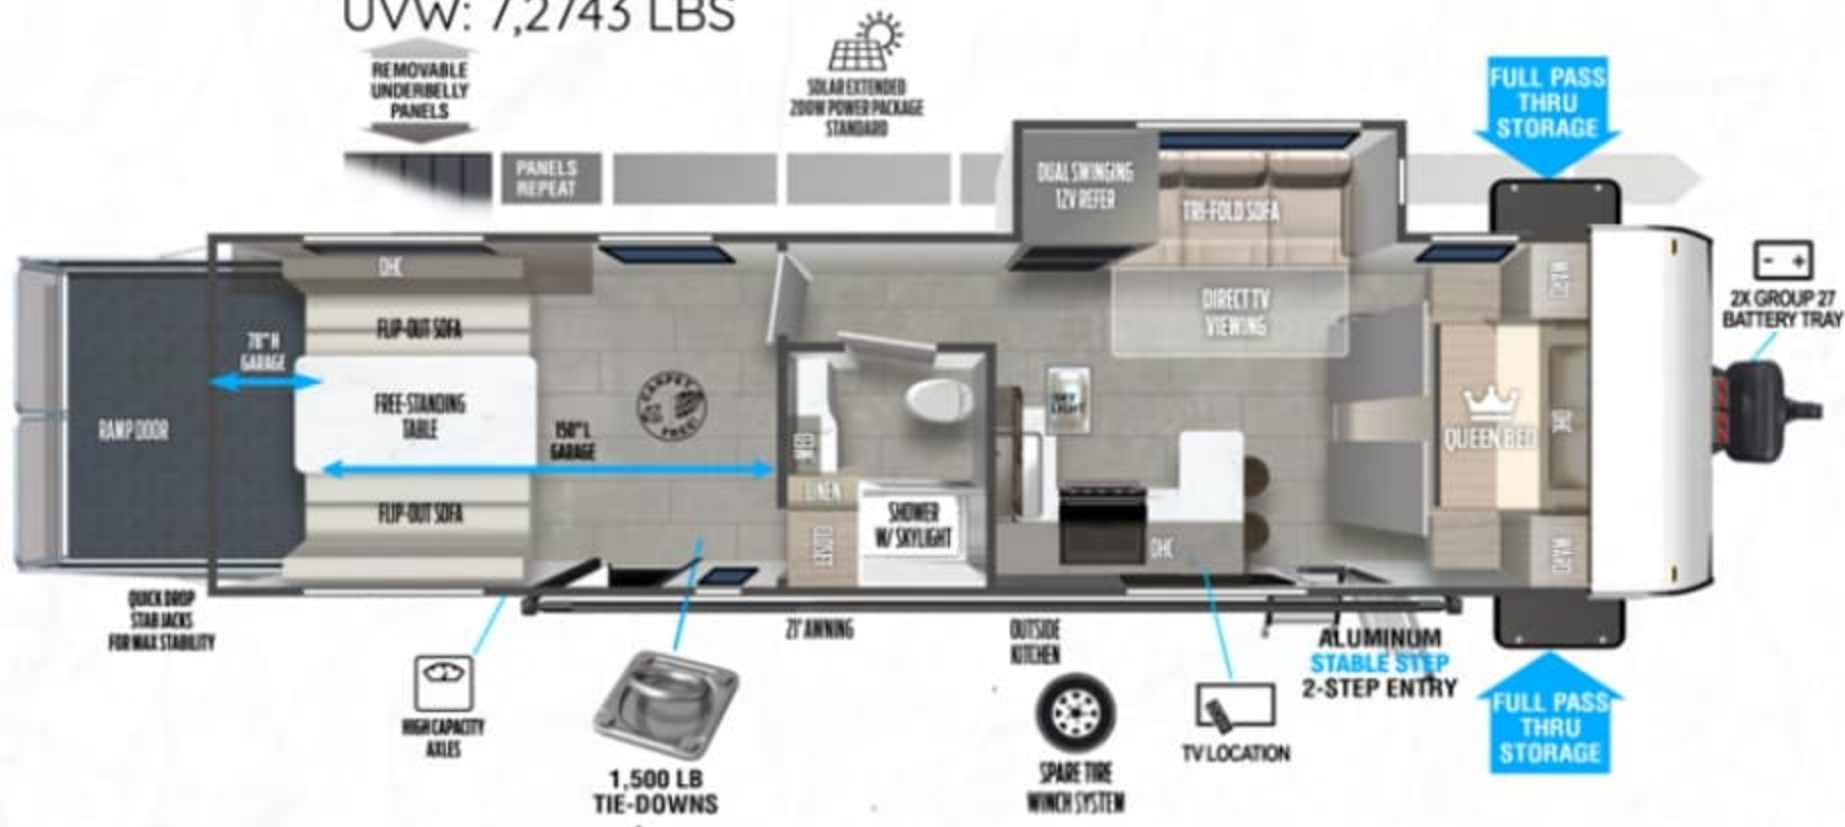 UVW: 7,2743 LBS
REMOVABLE
UNDERBELLY
PANELS
SOLAR EXTENDED
200W POWER PACKAGE
STANDARD
FULL PASS
THRU
STORAGE
PANELS
REPEAT
DUAL SWINGING
12V REFER
TRI-FOLD SOFA
OHC
WARD
2X GROUP 27
BATTERY TRAY
DIRECT TV
VIEWING
FLIP-OUT SOFA
78" H
GARAGE
RAMP DOOR
FREE-STANDING
TABLE
CARPET
FREE!
SKY
LIGHT
150" L
GARAGE
MED
QUEEN BED
OHC
LINEN
FLIP-OUT SOFA
SHOWER
W/ SKYLIGHT
CLOSET
OHC
WARD
QUICK DROP
STAB JACKS
FOR MAX STABILITY
21' AWNING
OUTSIDE
KITCHEN
ALUMINUM
STABLE STEP
2-STEP ENTRY
HIGH CAPACITY
AXLES
1,500 LB
TIE-DOWNS
SPARE TIRE
WINCH SYSTEM
TV LOCATION
FULL PASS
THRU
STORAGE